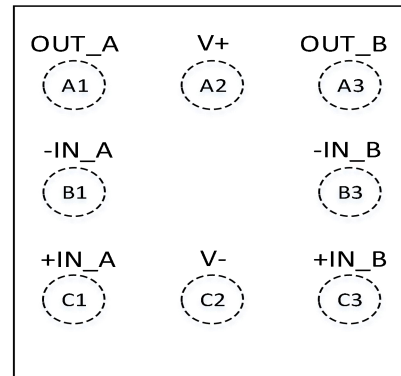 OUT_A V+ OUT_B
A1 A2 A3
-IN_A -IN_B
B1 B3
+IN_A V- +IN_B
C1 C2 C3